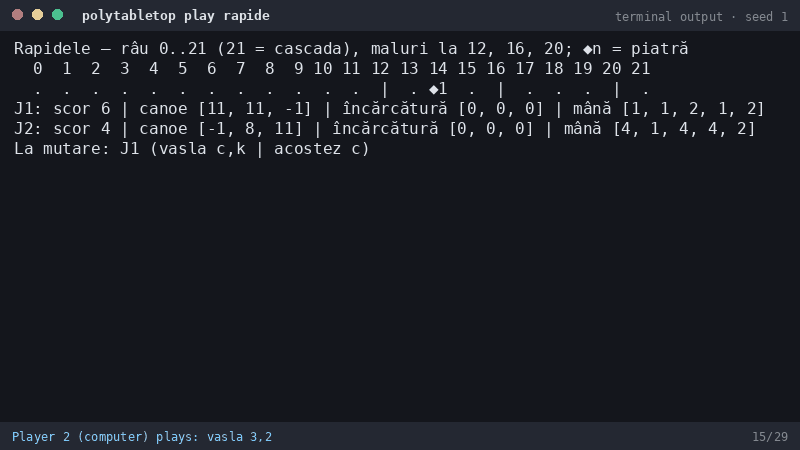 polytabletop play rapide
terminal output · seed 1
Rapidele — râu 0..21 (21 = cascada), maluri la 12, 16, 20; ◆n = piatră
0 1 2 3 4 5 6 7 8 9 10 11 12 13 14 15 16 17 18 19 20 21
. . . . . . . . . . . . | . ◆1 . | . . . | .
J1: scor 6 | canoe [11, 11, -1] | încărcătură [0, 0, 0] | mână [1, 1, 2, 1, 2]
J2: scor 4 | canoe [-1, 8, 11] | încărcătură [0, 0, 0] | mână [4, 1, 4, 4, 2]
La mutare: J1 (vasla c,k | acostez c)
Player 2 (computer) plays: vasla 3,2
15/29